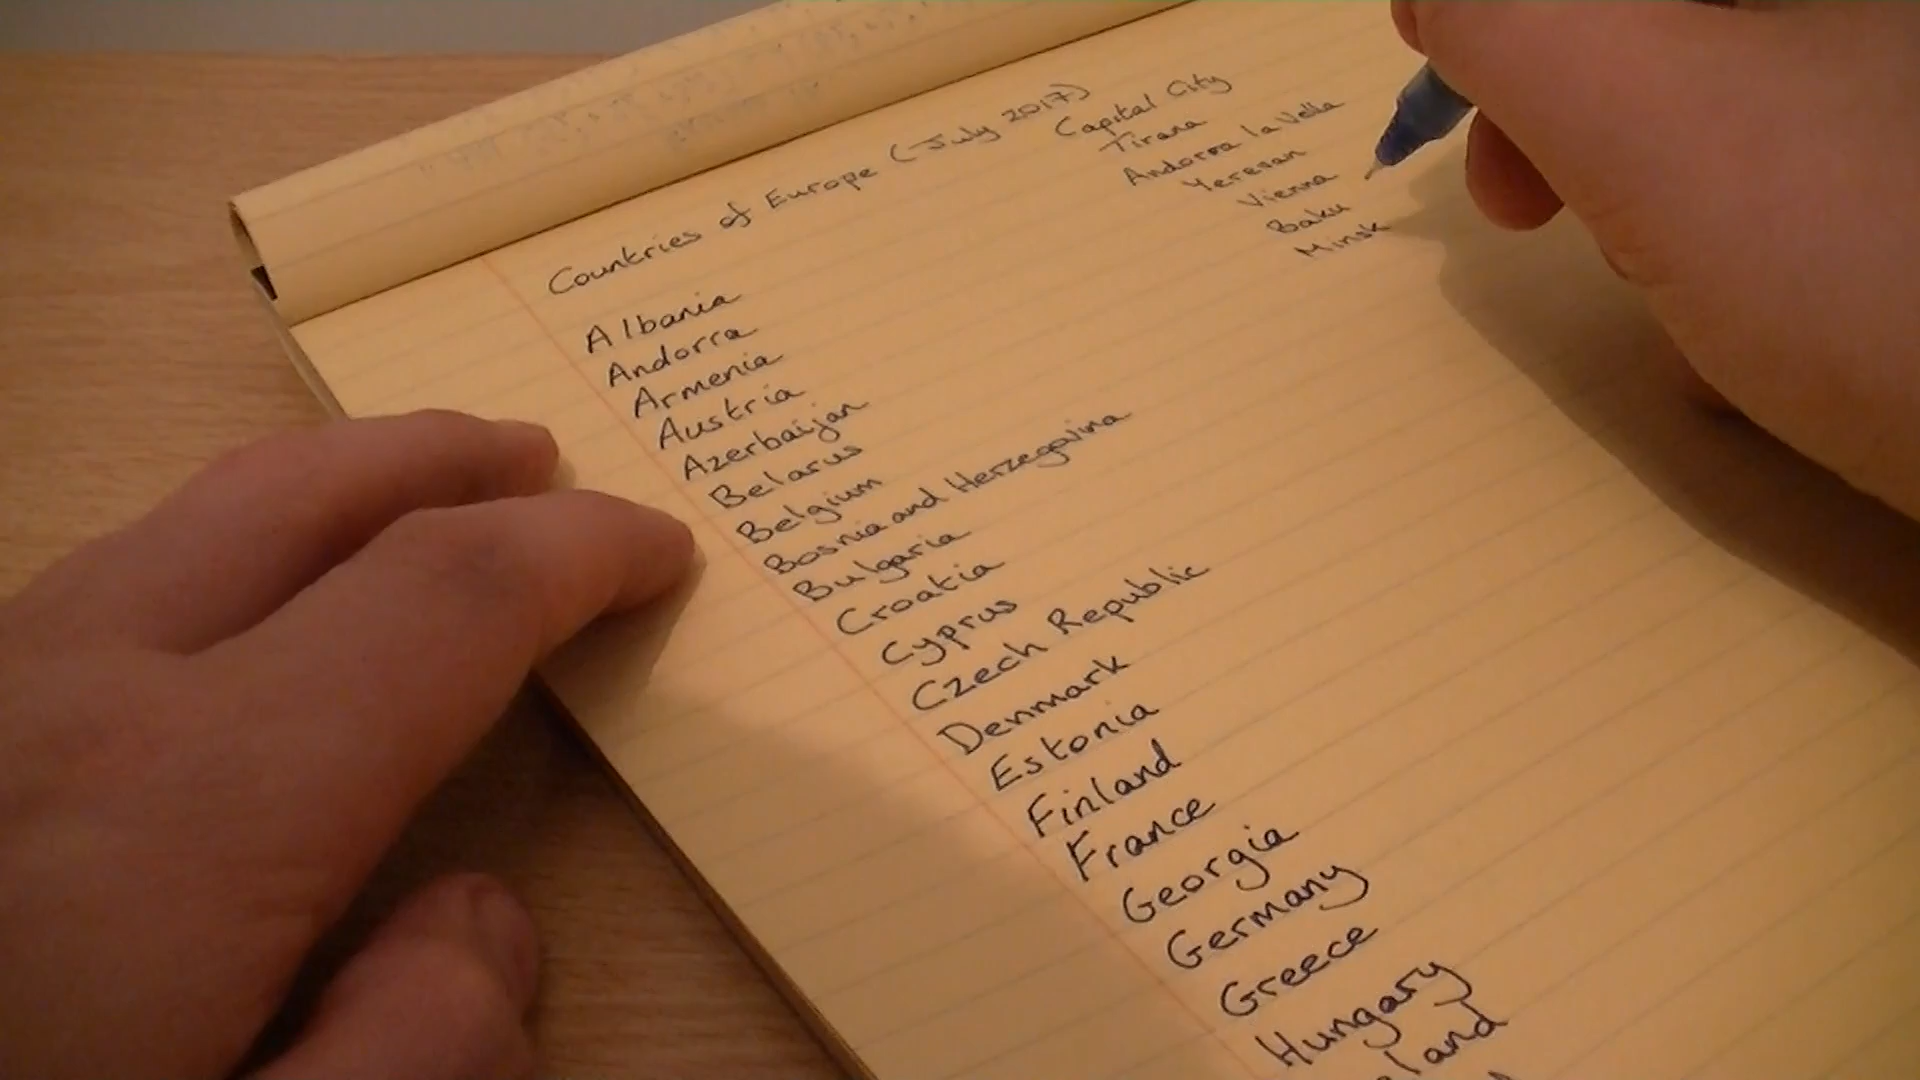 Countries of Europe (July 2017)
Capital City
Albania Tirana
Andorra Andorra la Vella
Armenia Yerevan
Austria Vienna
Azerbaijan Baku
Belarus Minsk
Belgium
Bosnia and Herzegovina
Bulgaria
Croatia
Cyprus
Czech Republic
Denmark
Estonia
Finland
France
Georgia
Germany
Greece
Hungary
land